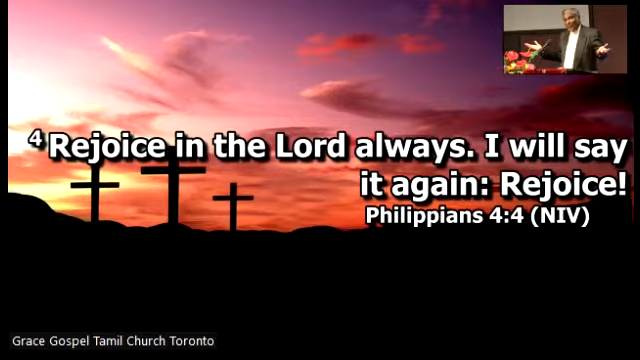 4 Rejoice in the Lord always. I will say
it again: Rejoice!
Philippians 4:4 (NIV)
Grace Gospel Tamil Church Toronto